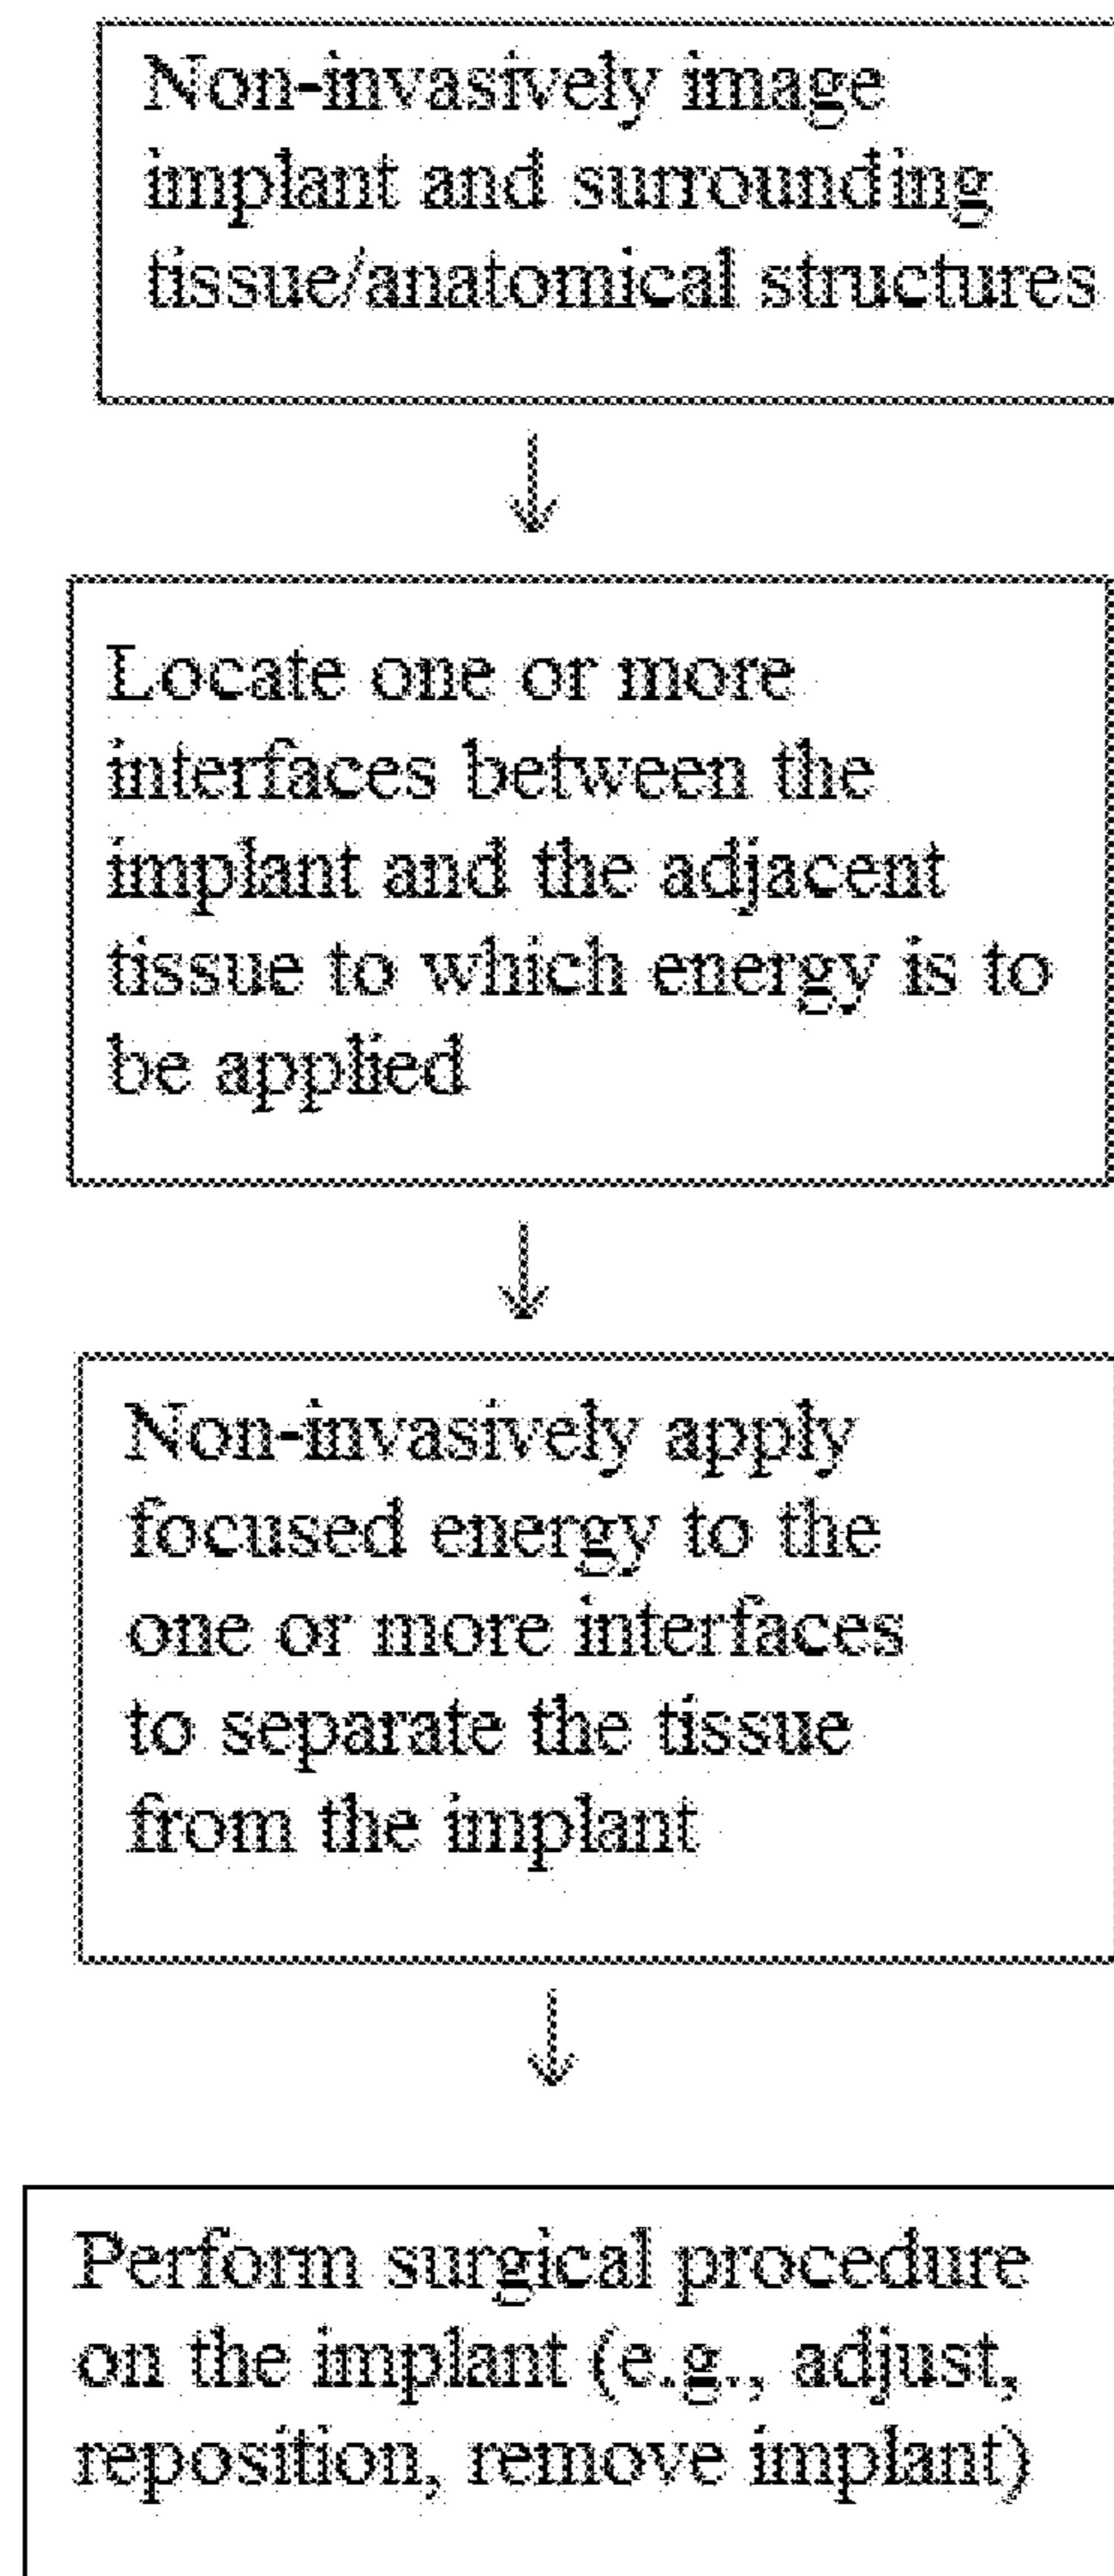 Non-invasively image
implant and surrounding
tissue/anatomical structures
Locate one or more
interfaces between the
implant and the adjacent
tissue to which energy is to
be applied
Non-invasively apply
focused energy to the
one or more interfaces
to separate the tissue
from the implant
Perform surgical procedure
on the implant (e.g., adjust,
reposition, remove implant)